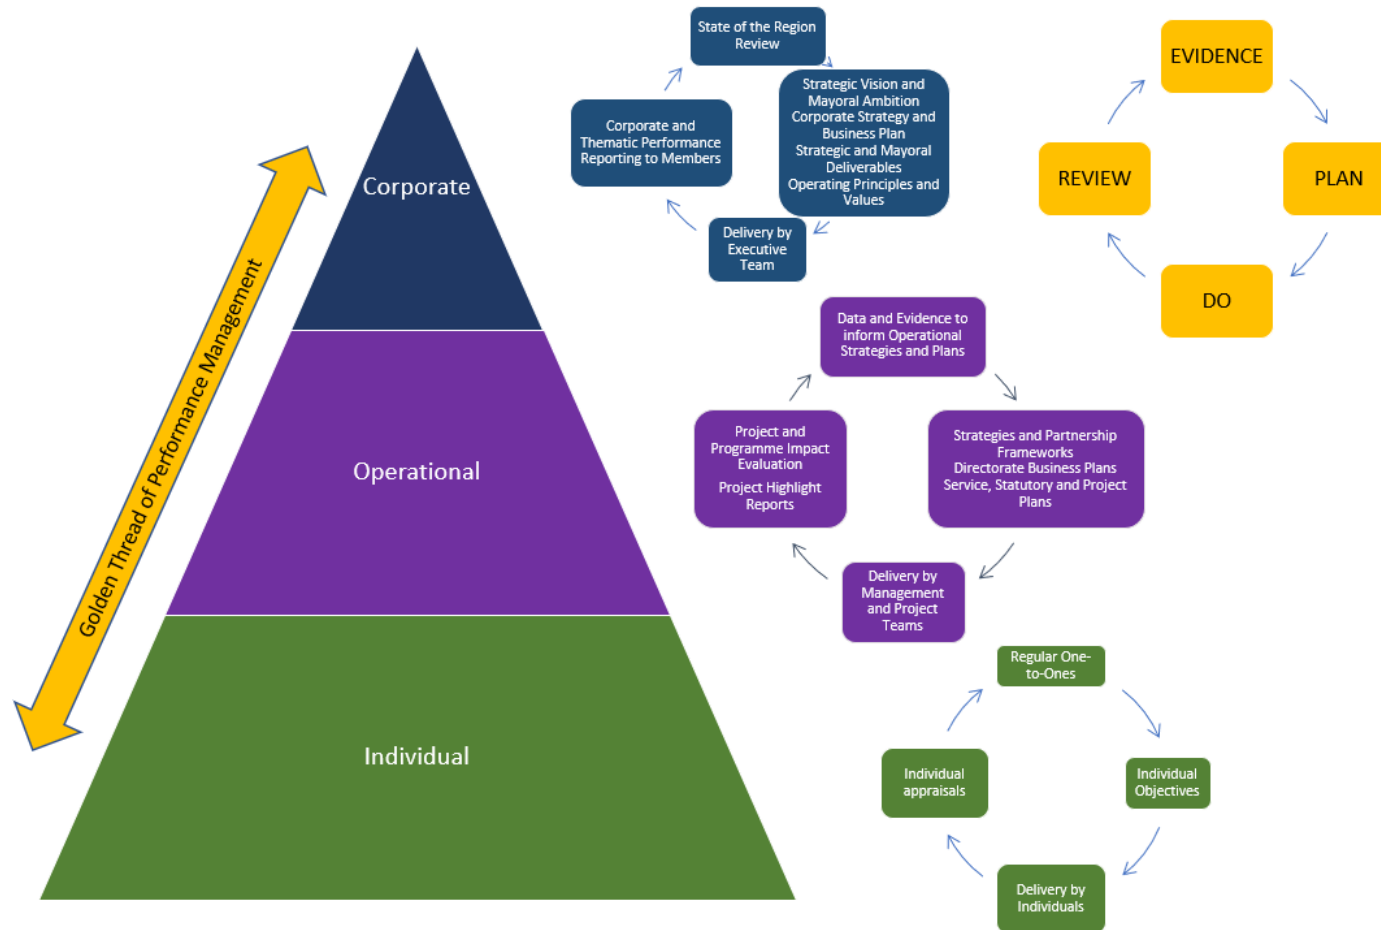 State of the Region
Review
Strategic Vision and
Mayoral Ambition
Corporate Strategy and
Business Plan
Strategic and Mayoral
Deliverables
Operating Principles and
Values
Delivery by
Executive
Team
Corporate and
Thematic Performance
Reporting to Members
EVIDENCE
PLAN
DO
REVIEW
Golden Thread of Performance Management
Corporate
Operational
Individual
Data and Evidence to
inform Operational
Strategies and Plans
Strategies and Partnership
Frameworks
Directorate Business Plans
Service, Statutory and Project
Plans
Delivery by
Management
and Project
Teams
Project and
Programme Impact
Evaluation
Project Highlight
Reports
Regular One-
to-Ones
Individual
Objectives
Delivery by
Individuals
Individual
appraisals